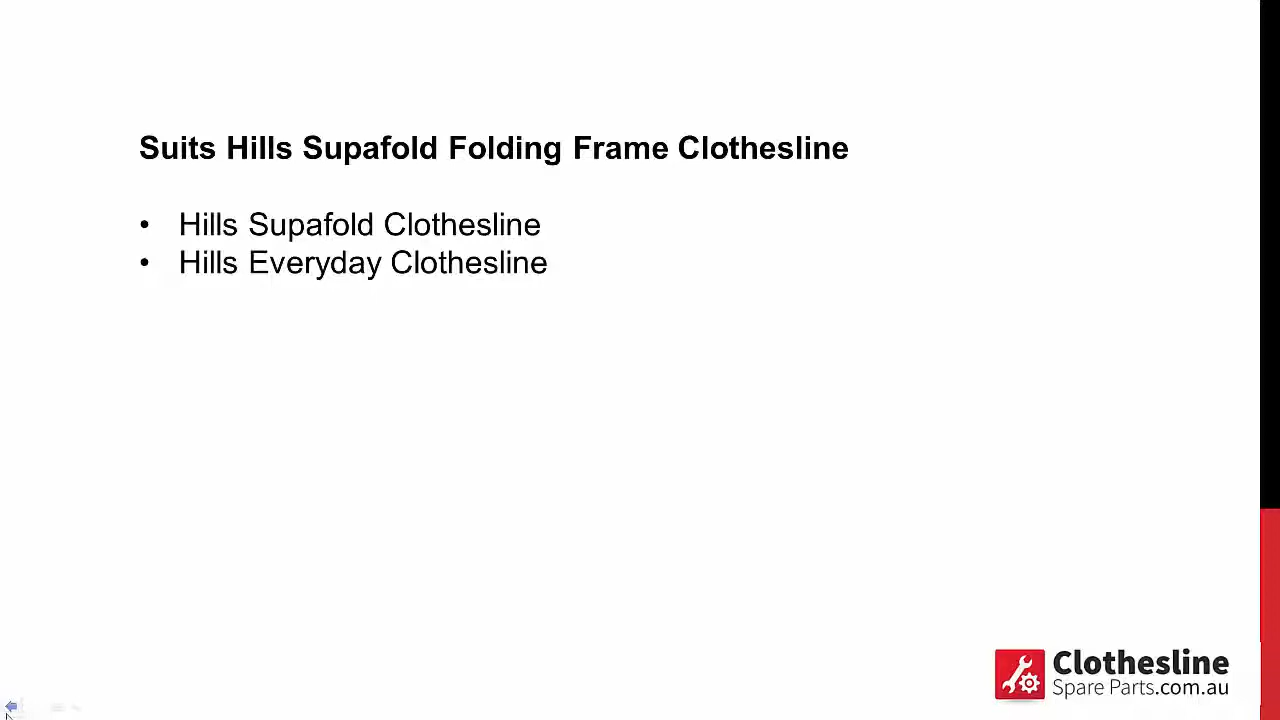 Suits Hills Supafold Folding Frame Clothesline
• Hills Supafold Clothesline
• Hills Everyday Clothesline
Clothesline
Spare Parts.com.au